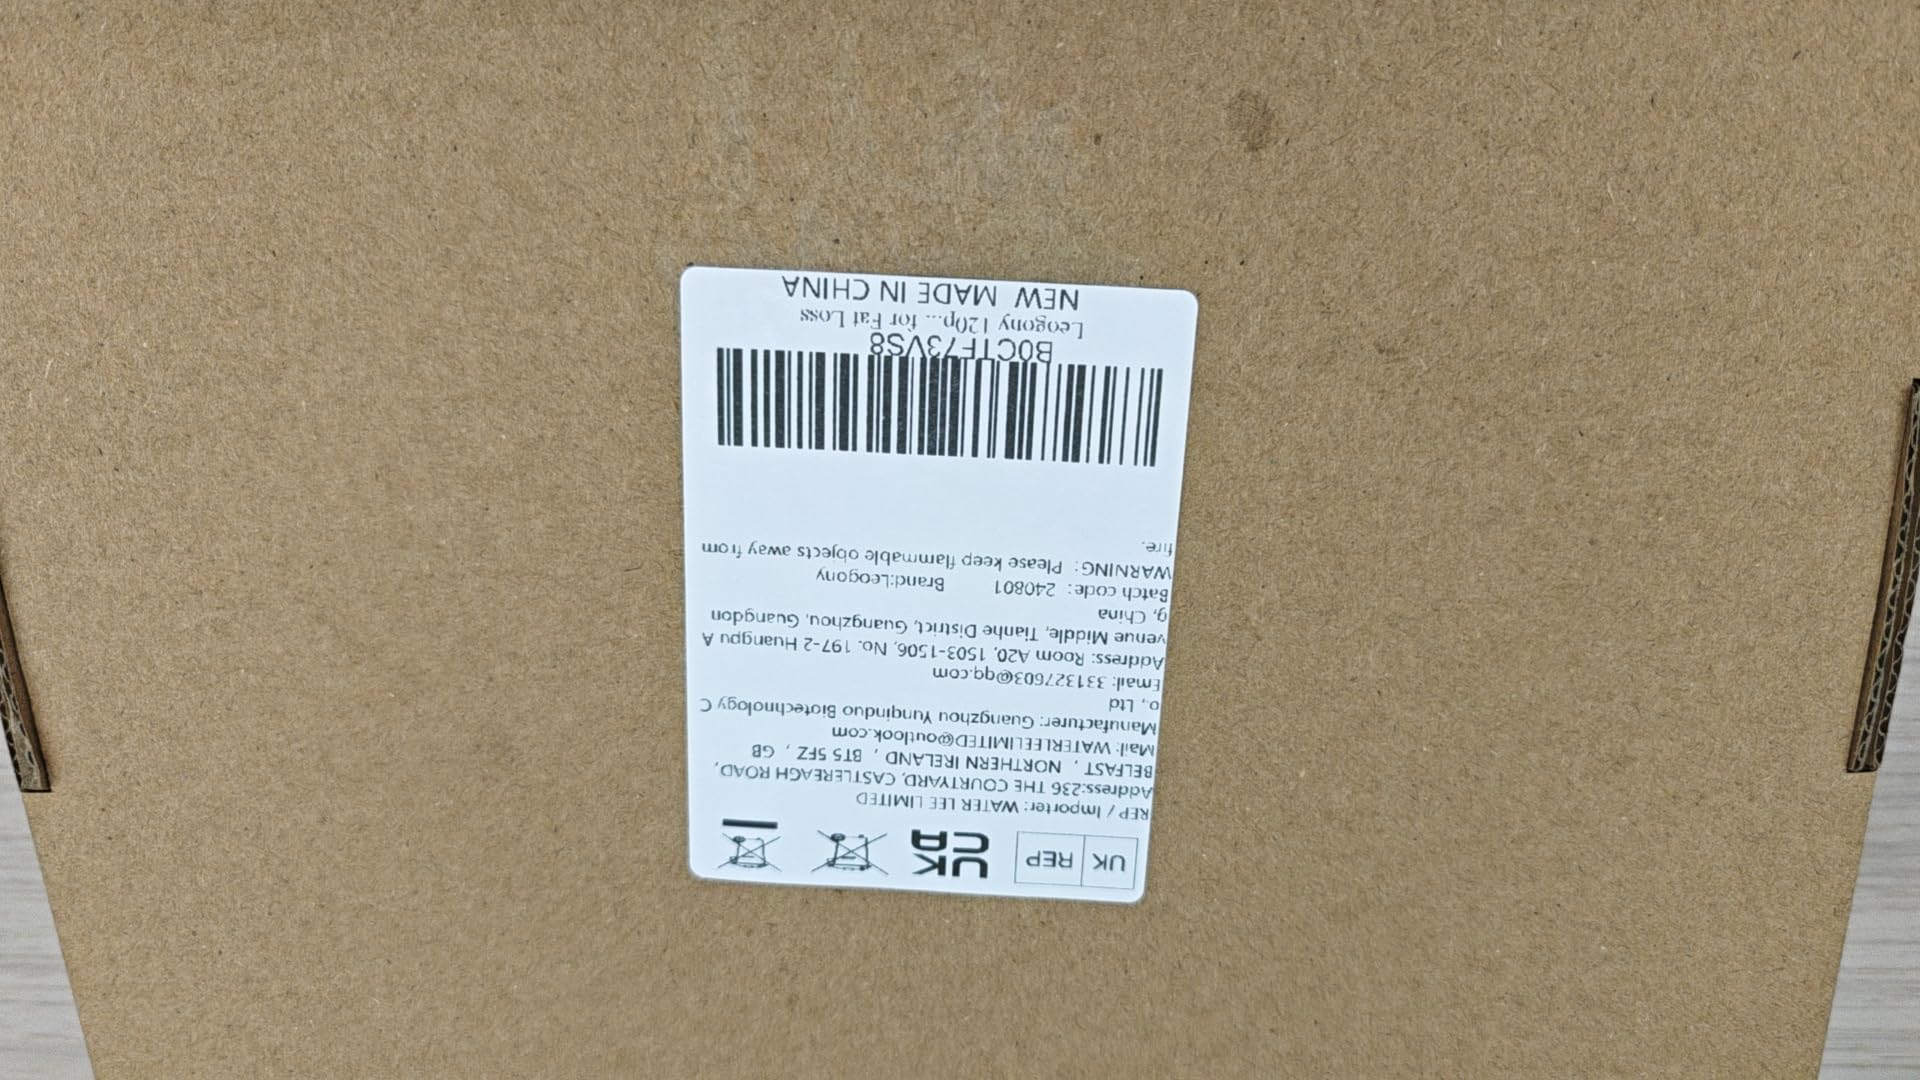 UK REP
UK
CA
REP / Importer: WATER LEE LIMITED
Address:236 THE COURTYARD, CASTLEREAGH ROAD,
BELFAST , NORTHERN IRELAND , BT5 5FZ , GB
Mail: WATERLEELIMITED@outlook.com
Manufacturer: Guangzhou Yunqinduo Biotechnology C
o., Ltd
Email: 331327603@qq.com
Address: Room A20, 1503-1506, No. 197-2 Huangpu A
venue Middle, Tianhe District, Guangzhou, Guangdon
g, China
Batch code: 240801 Brand:Leogony
WARNING: Please keep flammable objects away from
fire.
B0CTF73VS8
Leogony 120p... for Fat Loss
NEW MADE IN CHINA